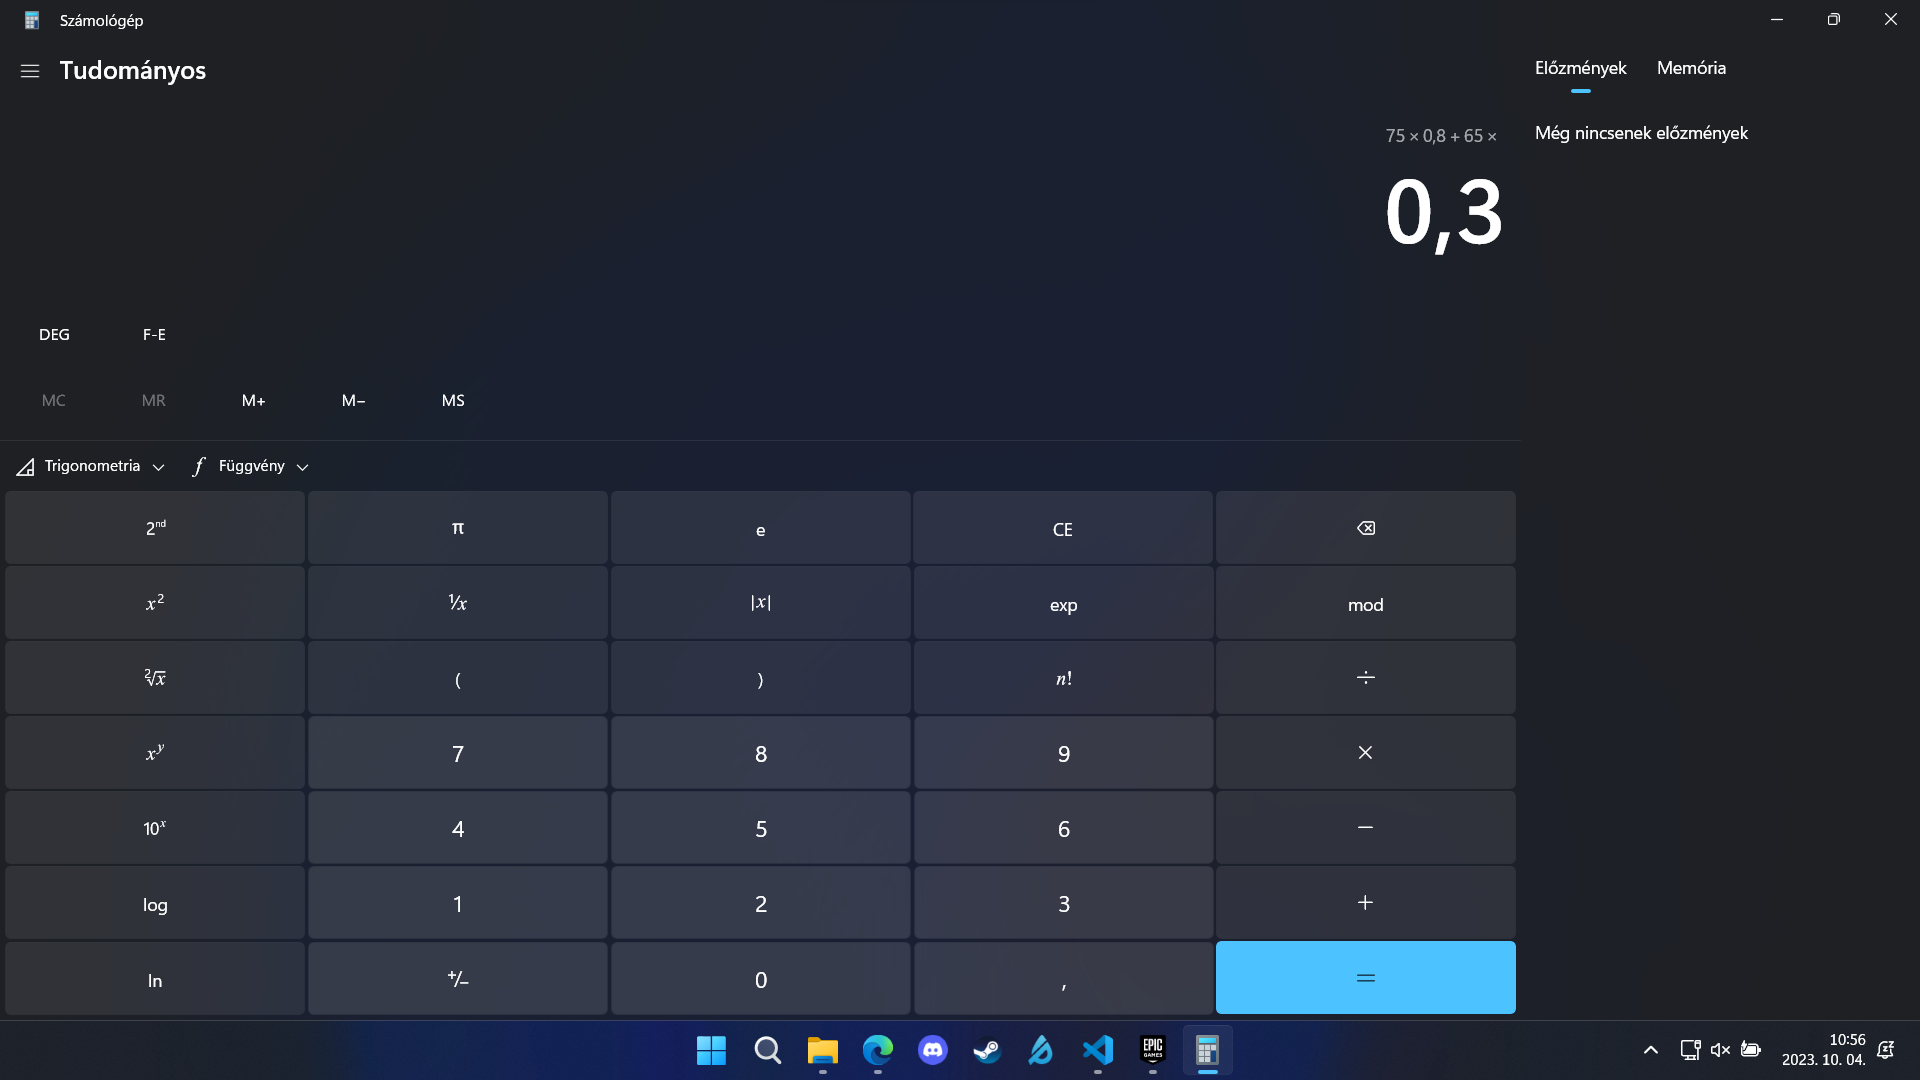 Számológép
Tudományos
Előzmények Memória
Még nincsenek előzmények
75 × 0,8 + 65 ×
0,3
DEG F-E
MC MR M+ M− MS
Trigonometria f Függvény
2nd π e CE
x² ¹/x |x| exp mod
²√x ( ) n! ÷
xʸ 7 8 9 ×
10ˣ 4 5 6 −
log 1 2 3 +
ln +/− 0 , =
EPIC
GAMES
10:56
2023. 10. 04.